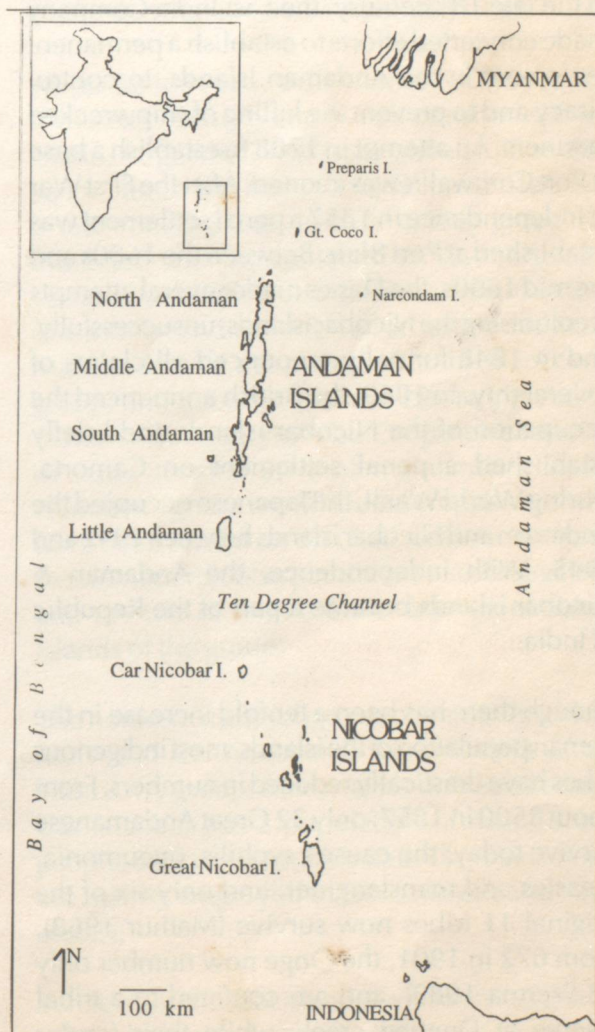 MYANMAR
Preparis I.
Gt. Coco I.
North Andaman
Narcondam I.
Middle Andaman
ANDAMAN
ISLANDS
South Andaman
Andaman Sea
Little Andaman
Ten Degree Channel
Bay of Bengal
Car Nicobar I.
NICOBAR
ISLANDS
Great Nicobar I.
N
100 km
INDONESIA